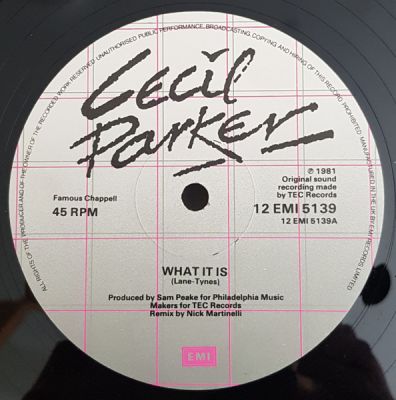 ALL RIGHTS OF THE PRODUCER AND OF THE OWNER OF THE RECORDED WORK RESERVED. UNAUTHORISED PUBLIC PERFORMANCE, BROADCASTING, COPYING AND HIRING OF THIS RECORD PROHIBITED. MANUFACTURED IN THE UK BY EMI RECORDS LIMITED
Cecil
Parker
Famous Chappell
45 RPM
℗ 1981
Original sound
recording made
by TEC Records
12 EMI 5139
12 EMI 5139A
WHAT IT IS
(Lane-Tynes)
Produced by Sam Peake for Philadelphia Music
Makers for TEC Records
Remix by Nick Martinelli
EMI